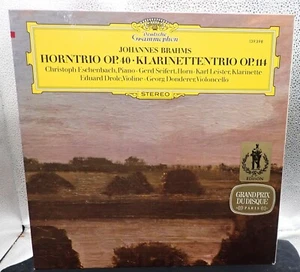 Deutsche
Grammophon
JOHANNES BRAHMS
HORNTRIO OP. 40 · KLARINETTENTRIO OP. 114
Christoph Eschenbach, Piano · Gerd Seifert, Horn · Karl Leister, Klarinette
Eduard Drolc, Violine · Georg Donderer, Violoncello
STEREO
GRAND PRIX
DU DISQUE
PARIS